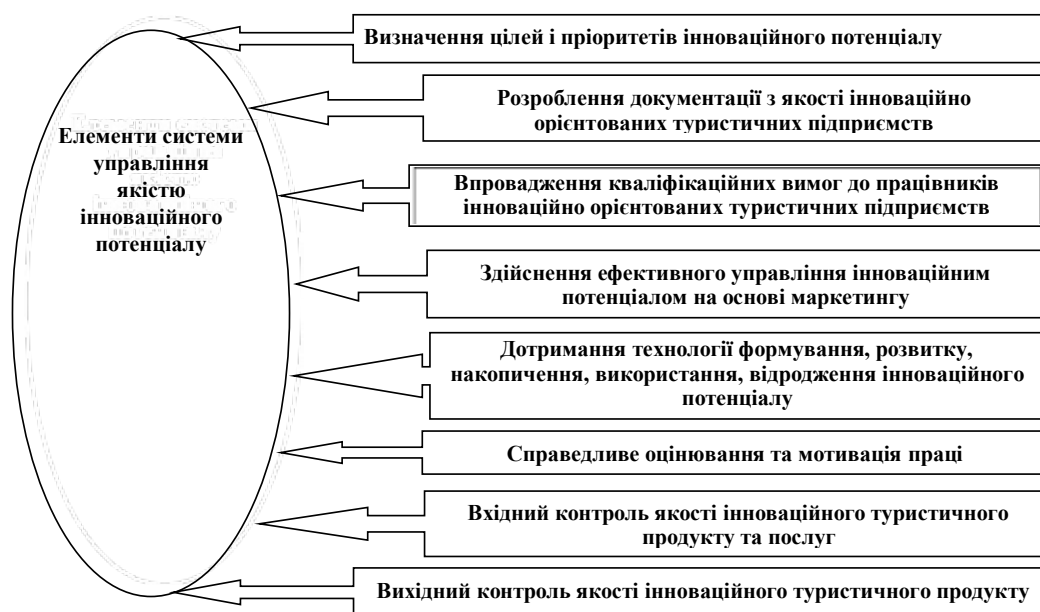 Визначення цілей і пріоритетів інноваційного потенціалу
Розроблення документації з якості інноваційно
орієнтованих туристичних підприємств
Елементи системи
управління
якістю
інноваційного
потенціалу
Впровадження кваліфікаційних вимог до працівників
інноваційно орієнтованих туристичних підприємств
Здійснення ефективного управління інноваційним
потенціалом на основі маркетингу
Дотримання технології формування, розвитку,
накопичення, використання, відродження інноваційного
потенціалу
Справедливе оцінювання та мотивація праці
Вхідний контроль якості інноваційного туристичного
продукту та послуг
Вихідний контроль якості інноваційного туристичного продукту